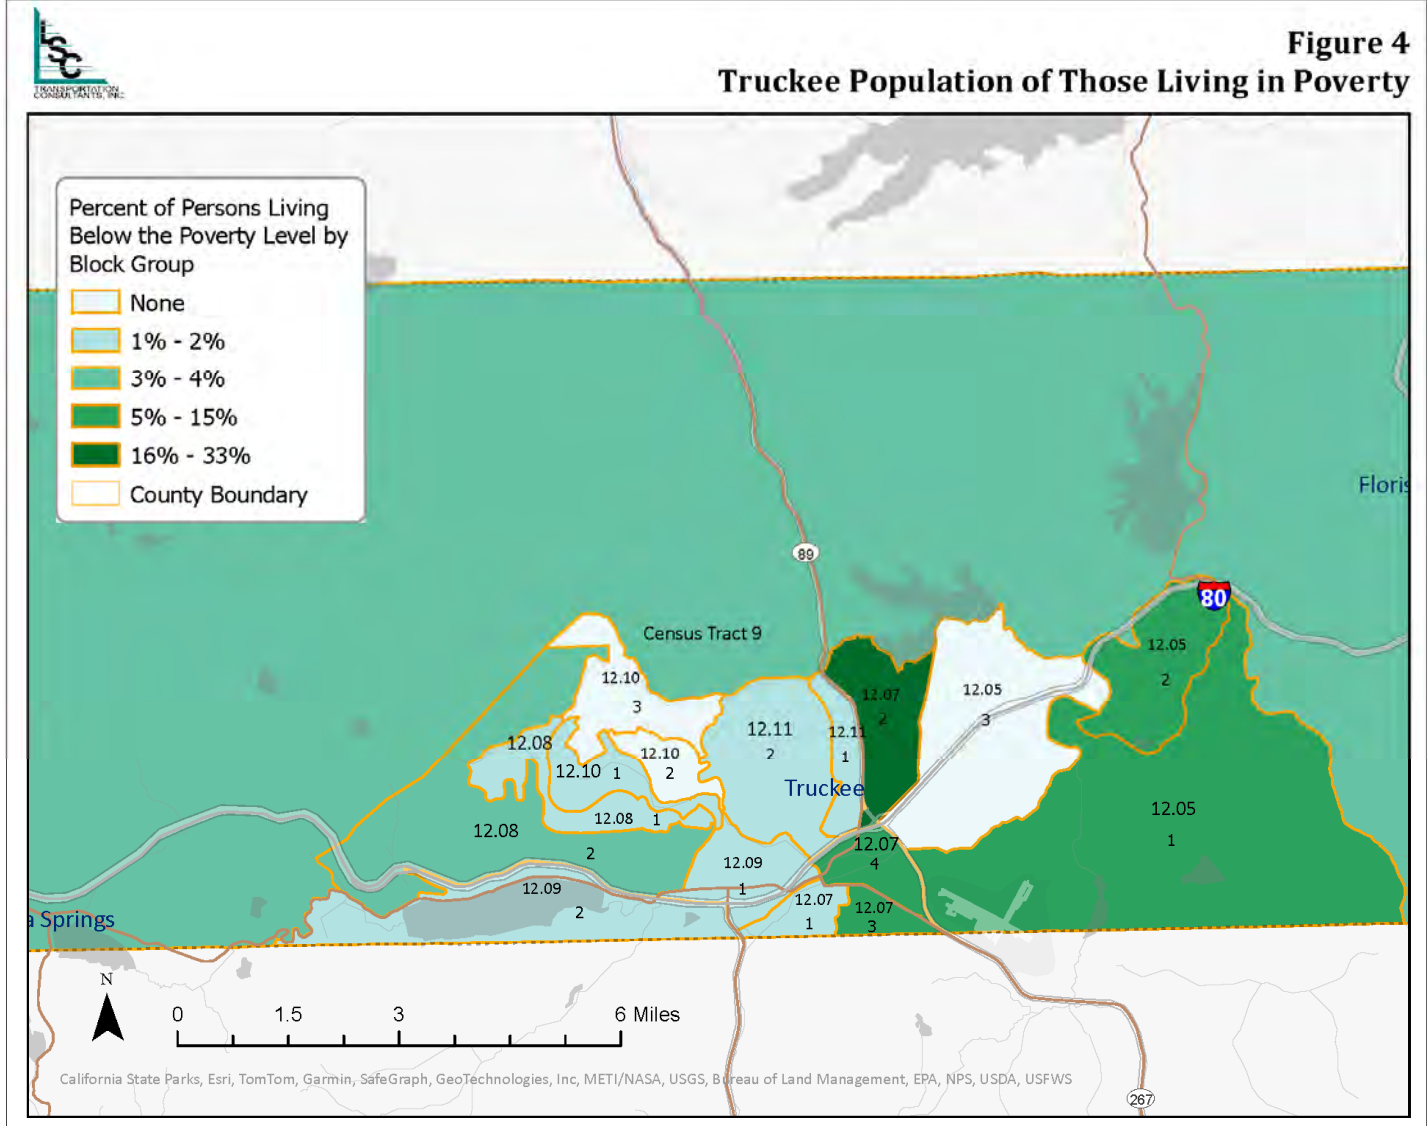 LSC
TRANSPORTATION
CONSULTANTS, INC.
Figure 4
Truckee Population of Those Living in Poverty
Percent of Persons Living
Below the Poverty Level by
Block Group
None
1% - 2%
3% - 4%
5% - 15%
16% - 33%
County Boundary
Floris
89
80
Census Tract 9
12.05
2
12.10
3
12.07
2
12.05
3
12.11
2
12.11
1
12.08
12.10
2
12.10
1
Truckee
12.08
1
12.05
1
12.08
2
12.07
4
12.09
1
12.09
2
12.07
1
12.07
3
a Springs
N
0
1.5
3
6 Miles
California State Parks, Esri, TomTom, Garmin, SafeGraph, GeoTechnologies, Inc, METI/NASA, USGS, Bureau of Land Management, EPA, NPS, USDA, USFWS
267